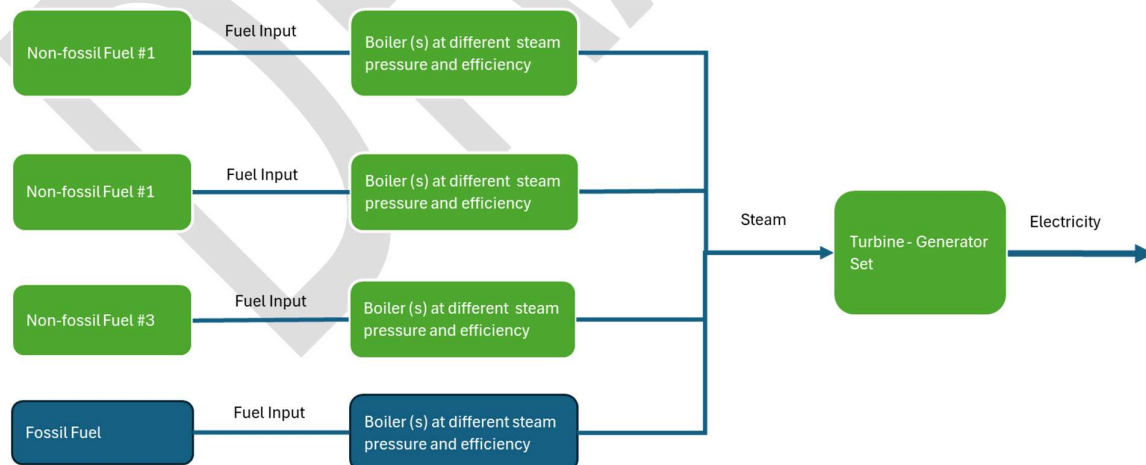 Non-fossil Fuel #1
Fuel Input
Boiler (s) at different steam
pressure and efficiency
Non-fossil Fuel #1
Fuel Input
Boiler (s) at different steam
pressure and efficiency
Steam
Turbine - Generator
Set
Electricity
Non-fossil Fuel #3
Fuel Input
Boiler (s) at different steam
pressure and efficiency
Fossil Fuel
Fuel Input
Boiler (s) at different steam
pressure and efficiency